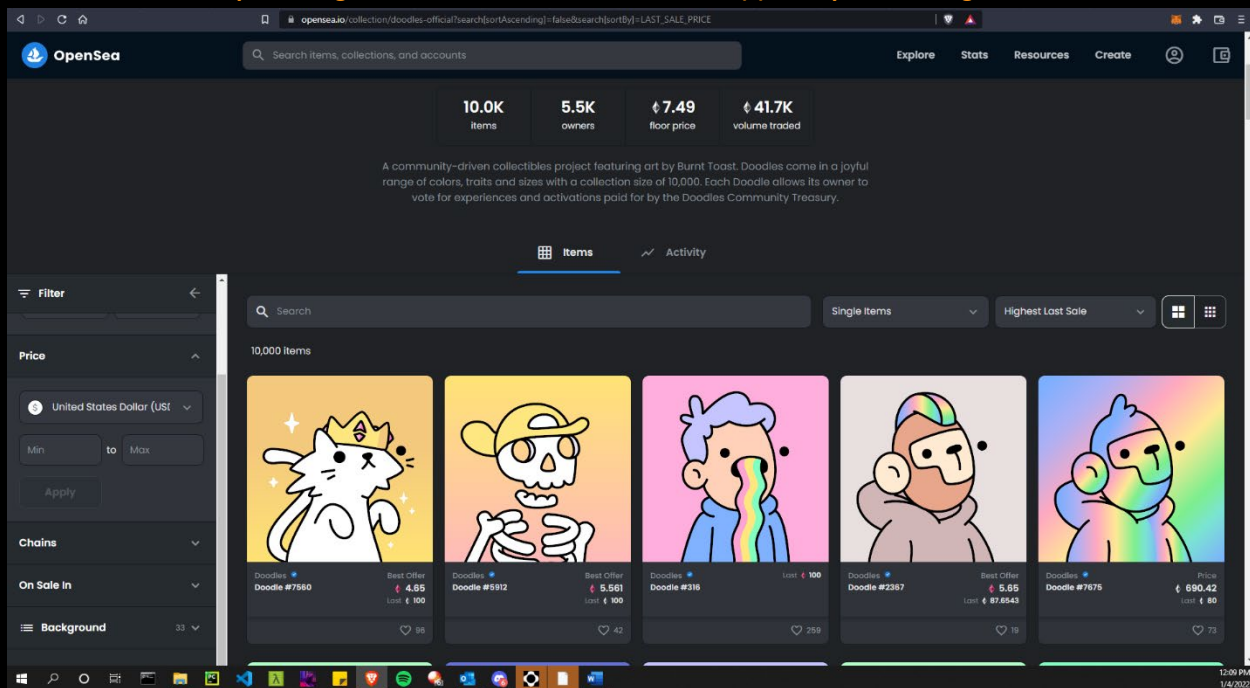 opensea.io/collection/doodles-official?search[sortAscending]=false&search[sortBy]=LAST_SALE_PRICE
OpenSea
Search items, collections, and accounts
Explore Stats Resources Create
10.0K 5.5K 7.49 41.7K
items owners floor price volume traded
A community-driven collectibles project featuring art by Burnt Toast. Doodles come in a joyful
range of colors, traits and sizes with a collection size of 10,000. Each Doodle allows its owner to
vote for experiences and activations paid for by the Doodles Community Treasury.
Items Activity
Filter
Search
Single Items
Highest Last Sale
10,000 items
Price
United States Dollar (USD
Min to Max
Apply
Chains
On Sale In
Background 33
Doodles Best Offer
Doodle #7560 4.65
Last 100
98
Doodles Best Offer
Doodle #5912 5.561
Last 100
42
Doodles Last 100
Doodle #316
259
Doodles Best Offer
Doodle #2367 5.65
Last 87.6543
19
Doodles Price
Doodle #7675 690.42
Last 80
73
12:09 PM
1/4/2022